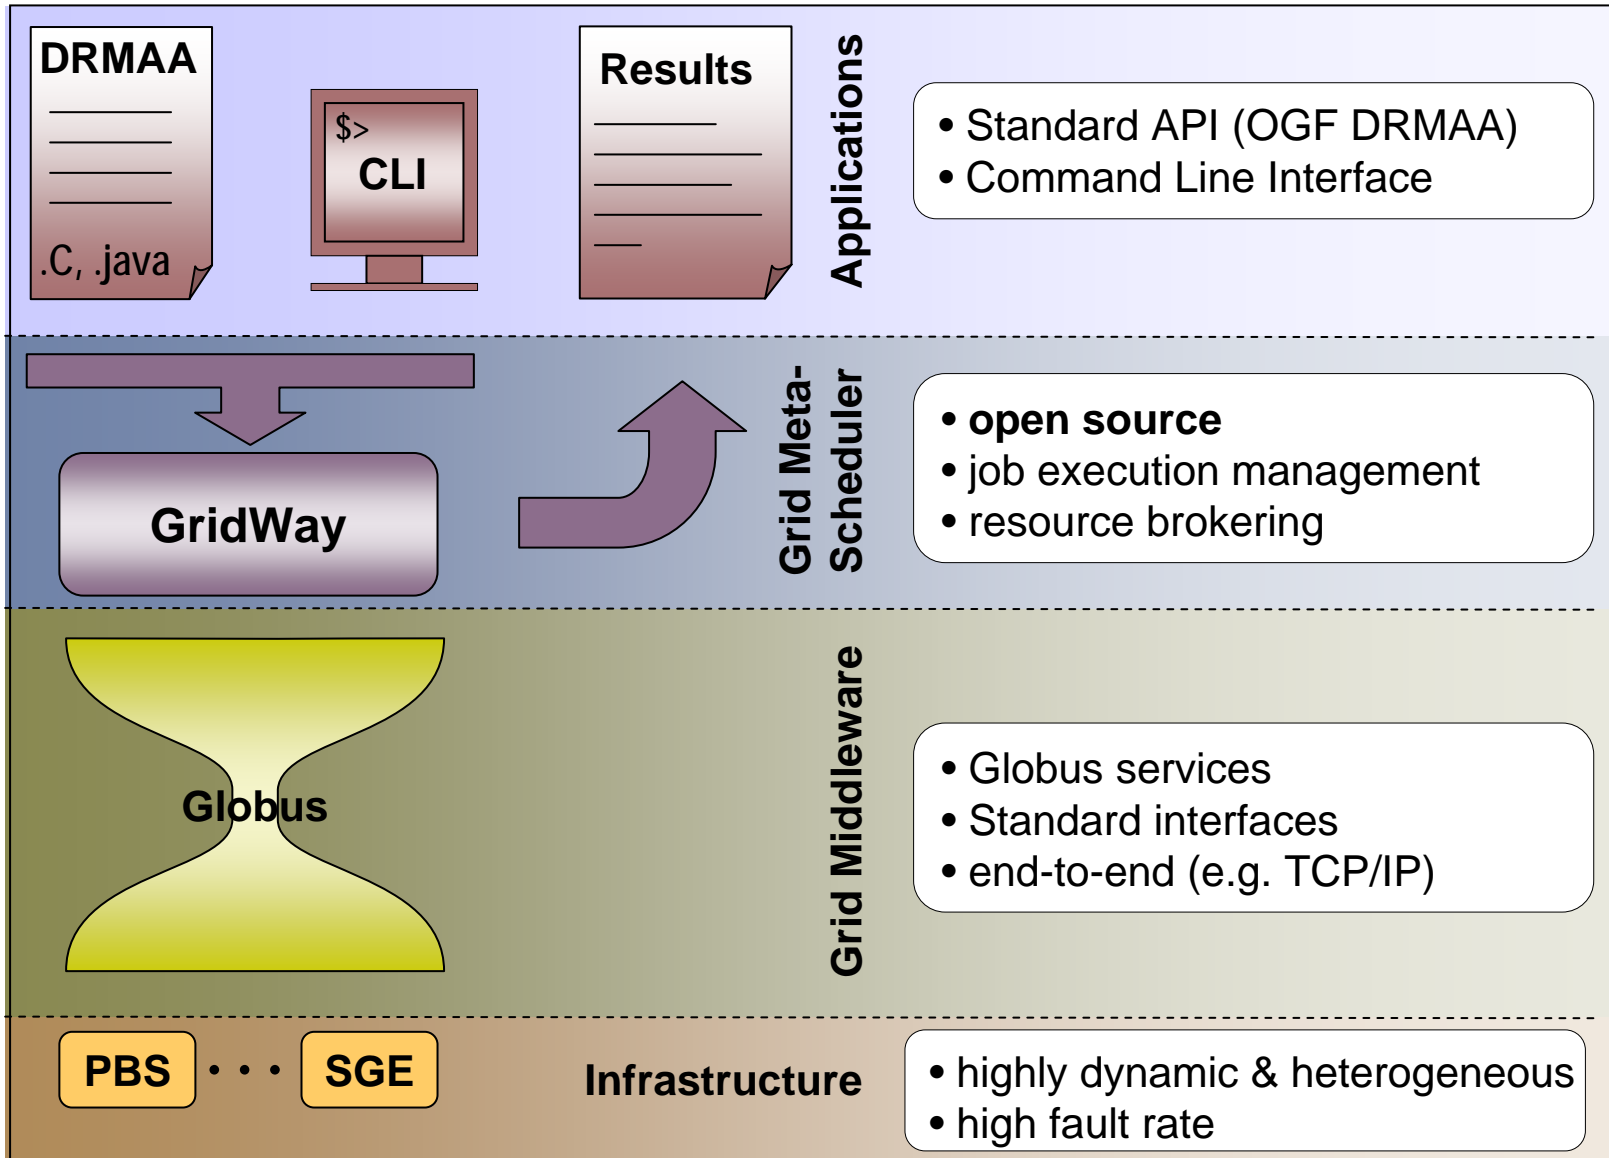 DRMAA
.C, .java
$>
CLI
Results
Applications
• Standard API (OGF DRMAA)
• Command Line Interface
GridWay
Grid Meta-
Scheduler
• open source
• job execution management
• resource brokering
Globus
Grid Middleware
• Globus services
• Standard interfaces
• end-to-end (e.g. TCP/IP)
PBS
· · ·
SGE
Infrastructure
• highly dynamic & heterogeneous
• high fault rate